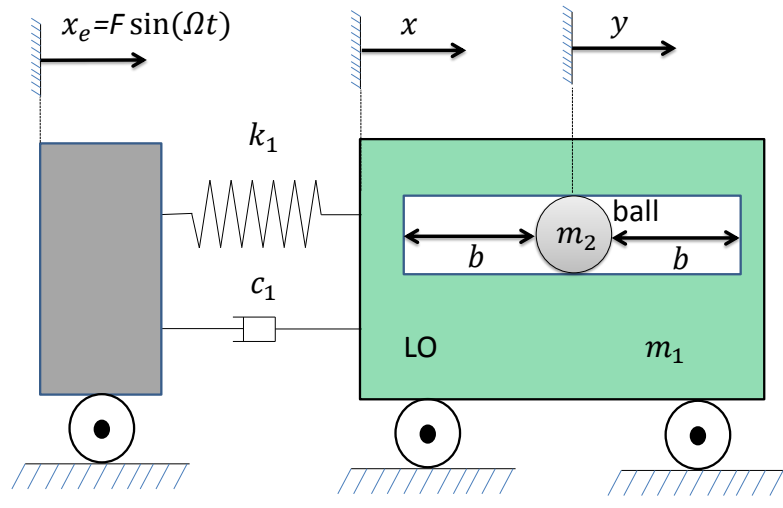 x_e=F sin(Ωt)
x
y
k_1
ball
m_2
b
b
c_1
LO
m_1